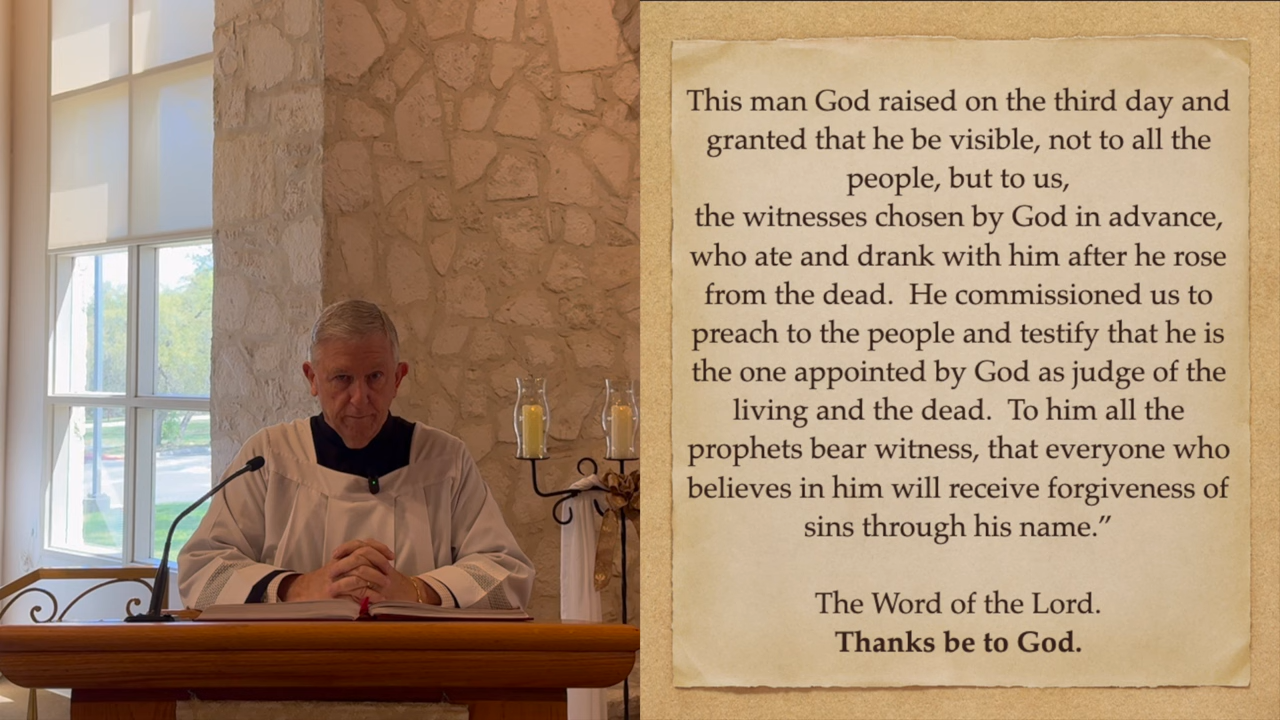 This man God raised on the third day and
granted that he be visible, not to all the
people, but to us,
the witnesses chosen by God in advance,
who ate and drank with him after he rose
from the dead.  He commissioned us to
preach to the people and testify that he is
the one appointed by God as judge of the
living and the dead.  To him all the
prophets bear witness, that everyone who
believes in him will receive forgiveness of
sins through his name.”
The Word of the Lord.
Thanks be to God.